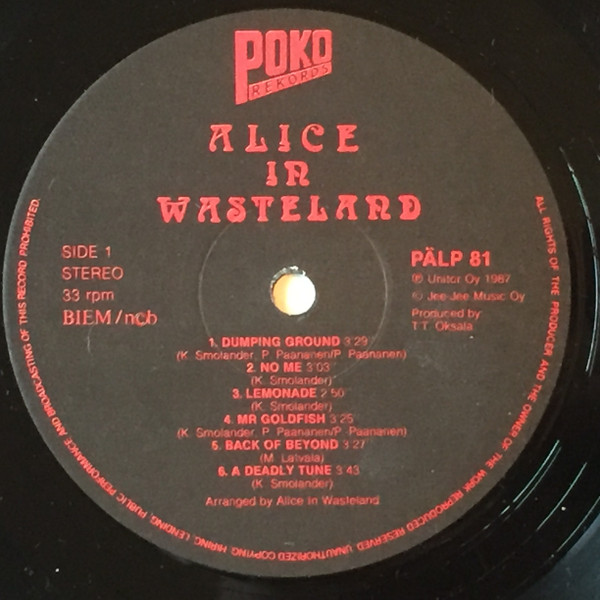 POKO
REKORDS
ALICE
IN
WASTELAND
SIDE 1
STEREO
33 rpm
BIEM/ncb
PÄLP 81
℗ Unitor Oy 1987
© Jee-Jee Music Oy
Produced by
T.T. Oksala
1. DUMPING GROUND 3'29
(K. Smolander, P. Paananen/P. Paananen)
2. NO ME 3'03
(K. Smolander)
3. LEMONADE 2'50
(K. Smolander)
4. MR GOLDFISH 3'25
(K. Smolander, P. Paananen/P. Paananen)
5. BACK OF BEYOND 3'27
(M. Latvala)
6. A DEADLY TUNE 3'43
(K. Smolander)
Arranged by Alice in Wasteland
ALL RIGHTS OF THE PRODUCER AND THE OWNER OF THE WORK REPRODUCED RESERVED. UNAUTHORIZED COPYING, HIRING, LENDING, PUBLIC PERFORMANCE AND BROADCASTING OF THIS RECORD PROHIBITED.